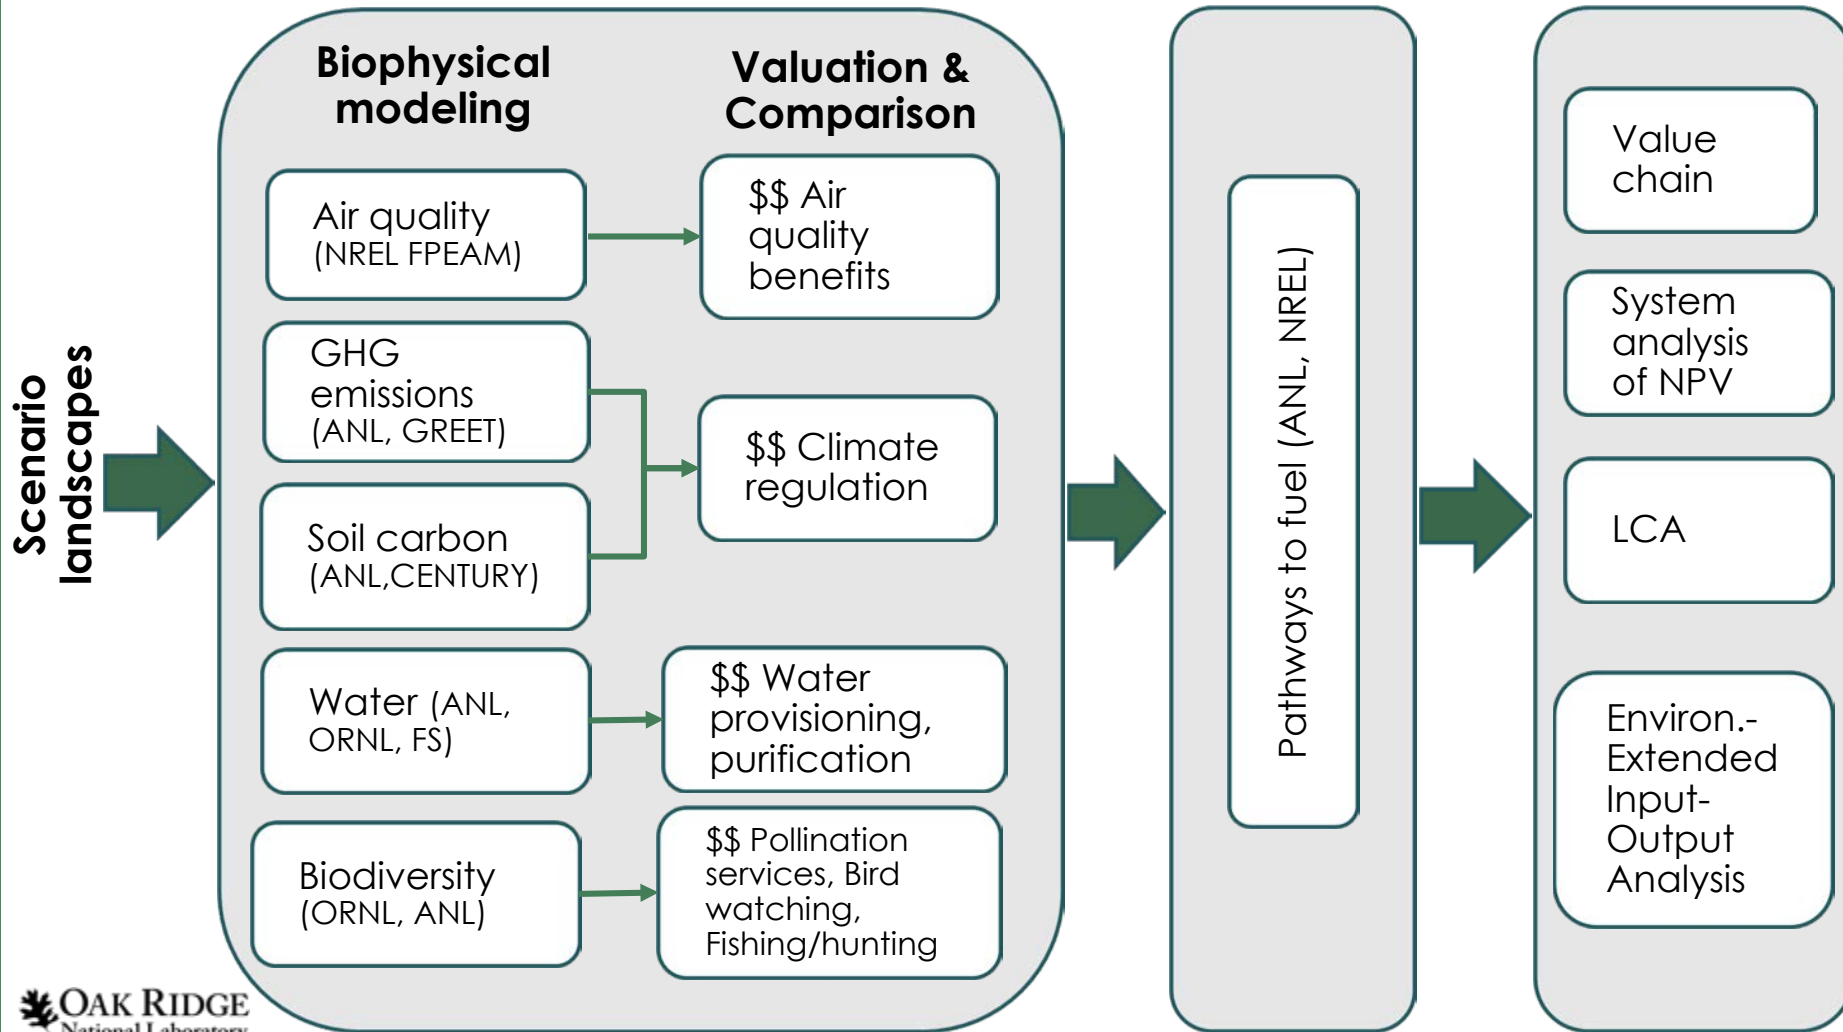 Scenario
landscapes
Biophysical
modeling
Valuation &
Comparison
Air quality
(NREL FPEAM)
$$ Air
quality
benefits
GHG
emissions
(ANL, GREET)
Soil carbon
(ANL,CENTURY)
$$ Climate
regulation
Water (ANL,
ORNL, FS)
$$ Water
provisioning,
purification
Biodiversity
(ORNL, ANL)
$$ Pollination
services, Bird
watching,
Fishing/hunting
Pathways to fuel (ANL, NREL)
Value
chain
System
analysis
of NPV
LCA
Environ.-
Extended
Input-
Output
Analysis
OAK RIDGE
National Laboratory